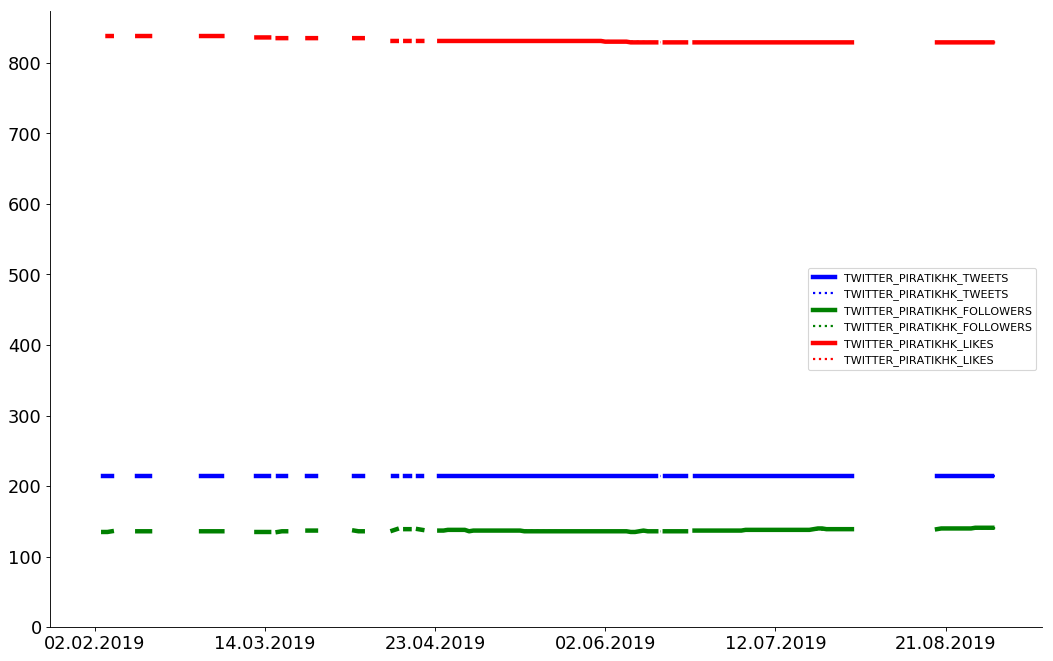 800
700
600
500
400
300
200
100
0
TWITTER_PIRATIKHK_TWEETS
TWITTER_PIRATIKHK_TWEETS
TWITTER_PIRATIKHK_FOLLOWERS
TWITTER_PIRATIKHK_FOLLOWERS
TWITTER_PIRATIKHK_LIKES
TWITTER_PIRATIKHK_LIKES
02.02.2019 14.03.2019 23.04.2019 02.06.2019 12.07.2019 21.08.2019